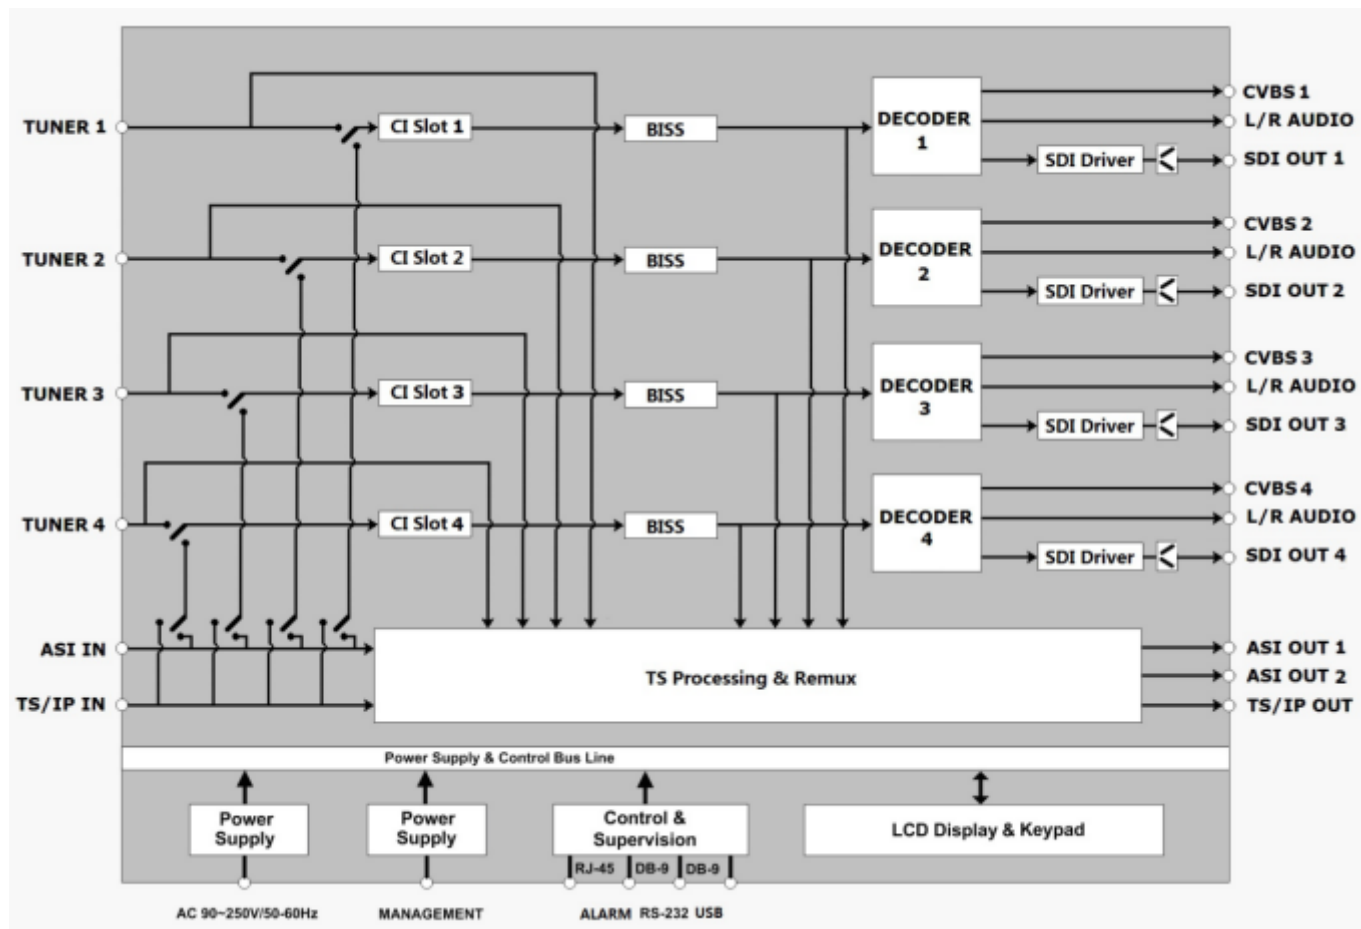 TUNER 1
CI Slot 1
BISS
DECODER
1
CVBS 1
L/R AUDIO
SDI Driver
SDI OUT 1
TUNER 2
CI Slot 2
BISS
DECODER
2
CVBS 2
L/R AUDIO
SDI Driver
SDI OUT 2
TUNER 3
CI Slot 3
BISS
DECODER
3
CVBS 3
L/R AUDIO
SDI Driver
SDI OUT 3
TUNER 4
CI Slot 4
BISS
DECODER
4
CVBS 4
L/R AUDIO
SDI Driver
SDI OUT 4
ASI IN
TS/IP IN
TS Processing & Remux
ASI OUT 1
ASI OUT 2
TS/IP OUT
Power Supply & Control Bus Line
Power
Supply
Power
Supply
Control &
Supervision
LCD Display & Keypad
RJ-45
DB-9
DB-9
AC 90~250V/50-60Hz
MANAGEMENT
ALARM
RS-232
USB